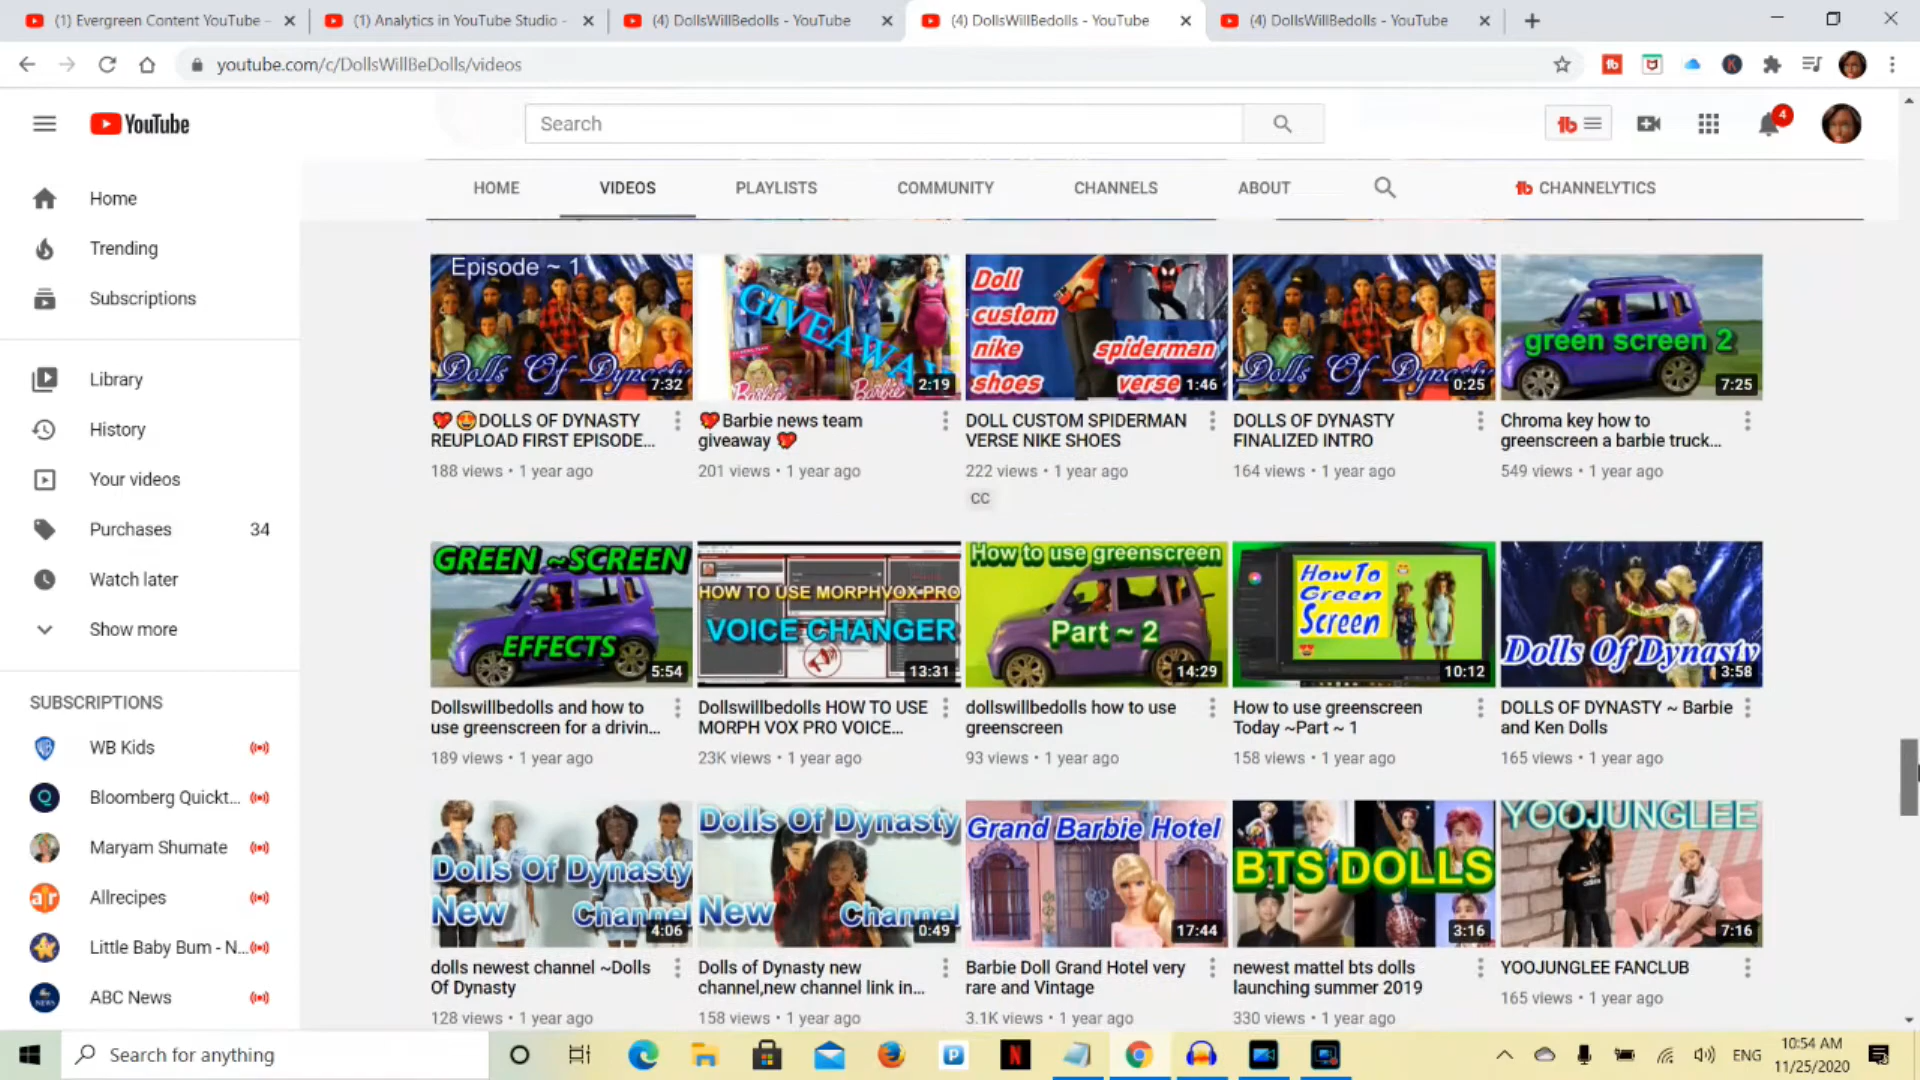 (1) Evergreen Content YouTube -
(1) Analytics in YouTube Studio -
(4) DollsWillBedolls - YouTube
(4) DollsWillBedolls - YouTube
(4) DollsWillBedolls - YouTube
youtube.com/c/DollsWillBeDolls/videos
YouTube
Search
4
HOME
VIDEOS
PLAYLISTS
COMMUNITY
CHANNELS
ABOUT
CHANNELYTICS
Home
Trending
Subscriptions
Library
History
Your videos
Purchases 34
Watch later
Show more
SUBSCRIPTIONS
WB Kids
Bloomberg Quickt...
Maryam Shumate
Allrecipes
Little Baby Bum - N...
ABC News
Episode ~ 1
Dolls Of Dynasty
7:32
GIVEAWA
Barbie Barbie
2:19
Doll
custom
nike spiderman
shoes verse
1:46
Dolls Of Dynasty
0:25
green screen 2
7:25
DOLLS OF DYNASTY
REUPLOAD FIRST EPISODE...
188 views • 1 year ago
Barbie news team
giveaway
201 views • 1 year ago
DOLL CUSTOM SPIDERMAN
VERSE NIKE SHOES
222 views • 1 year ago
CC
DOLLS OF DYNASTY
FINALIZED INTRO
164 views • 1 year ago
Chroma key how to
greenscreen a barbie truck...
549 views • 1 year ago
GREEN ~SCREEN
EFFECTS
5:54
HOW TO USE MORPHVOX PRO
VOICE CHANGER
13:31
How to use greenscreen
Part ~ 2
14:29
How To
Green
Screen
10:12
Dolls Of Dynasty
3:58
Dollswillbedolls and how to
use greenscreen for a drivin...
189 views • 1 year ago
Dollswillbedolls HOW TO USE
MORPH VOX PRO VOICE...
23K views • 1 year ago
dollswillbedolls how to use
greenscreen
93 views • 1 year ago
How to use greenscreen
Today ~Part ~ 1
158 views • 1 year ago
DOLLS OF DYNASTY ~ Barbie
and Ken Dolls
165 views • 1 year ago
Dolls Of Dynasty
New Channel
4:06
Dolls Of Dynasty
New Channel
0:49
Grand Barbie Hotel
17:44
BTS DOLLS
3:16
YOOJUNGLEE
7:16
dolls newest channel ~Dolls
Of Dynasty
128 views • 1 year ago
Dolls of Dynasty new
channel,new channel link in...
158 views • 1 year ago
Barbie Doll Grand Hotel very
rare and Vintage
3.1K views • 1 year ago
newest mattel bts dolls
launching summer 2019
330 views • 1 year ago
YOOJUNGLEE FANCLUB
165 views • 1 year ago
Search for anything
ENG
10:54 AM
11/25/2020